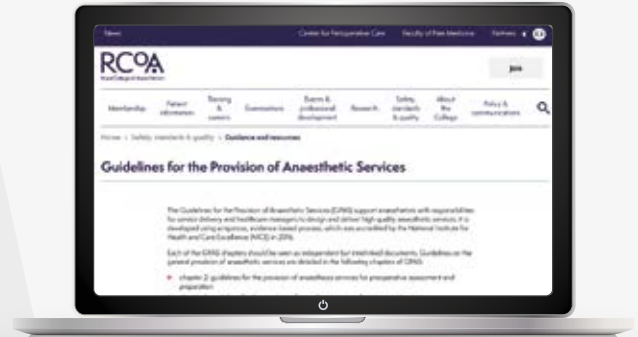 News Centre for Perioperative Care Faculty of Pain Medicine Partners
RCOA
Royal College of Anaesthetists
Join
Membership Patient information Training & careers Examinations Events & professional development Research Safety, standards & quality About the College Policy & communications
Home > Safety, standards & quality > Guidance and resources
Guidelines for the Provision of Anaesthetic Services
The Guidelines for the Provision of Anaesthetic Services (GPAS) support anaesthetists with responsibilities
for service delivery and healthcare managers to design and deliver high quality anaesthetic services. It is
developed using a rigorous, evidence-based process, which was accredited by the National Institute for
Health and Care Excellence (NICE) in 2016.
Each of the GPAS chapters should be seen as independent but interlinked documents. Guidelines on the
general provision of anaesthetic services are detailed in the following chapters of GPAS:
chapter 2: guidelines for the provision of anaesthesia services for preoperative assessment and
preparation